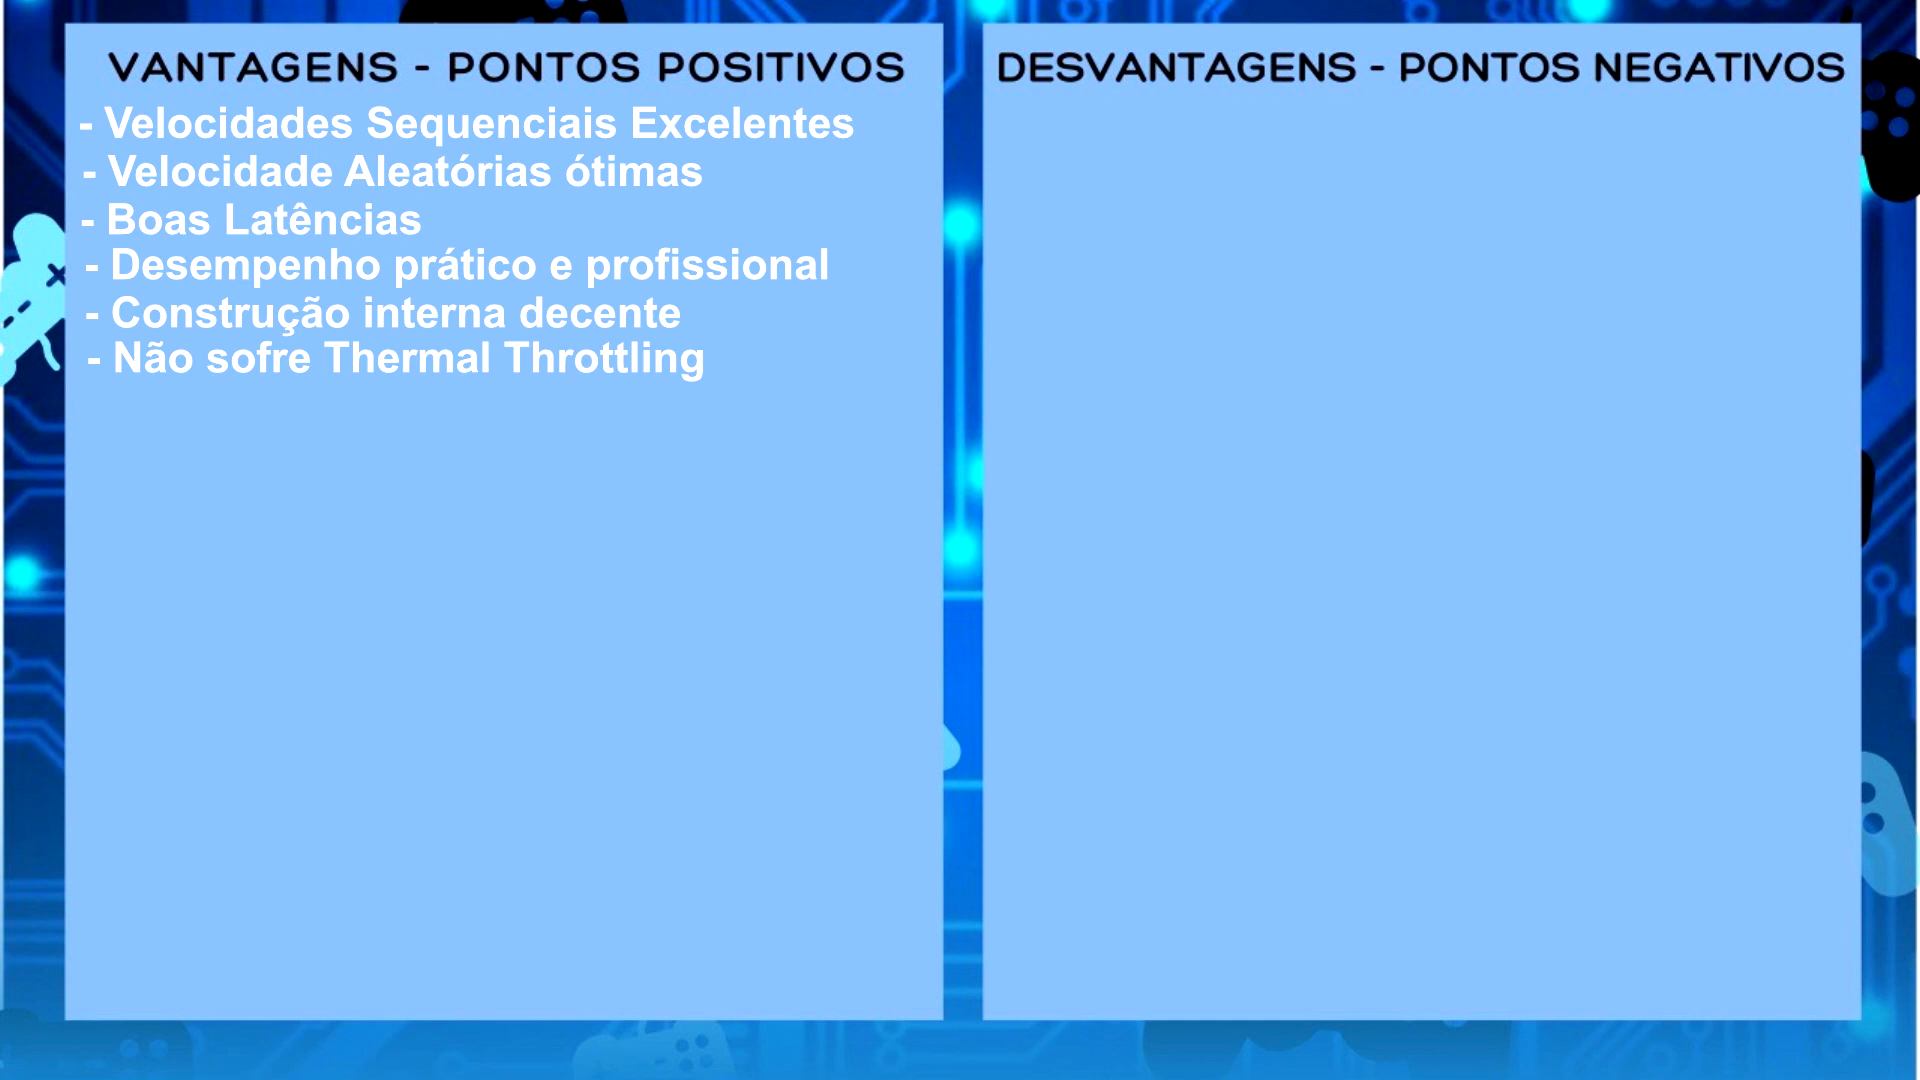 VANTAGENS - PONTOS POSITIVOS
- Velocidades Sequenciais Excelentes
- Velocidade Aleatórias ótimas
- Boas Latências
- Desempenho prático e profissional
- Construção interna decente
- Não sofre Thermal Throttling
DESVANTAGENS - PONTOS NEGATIVOS